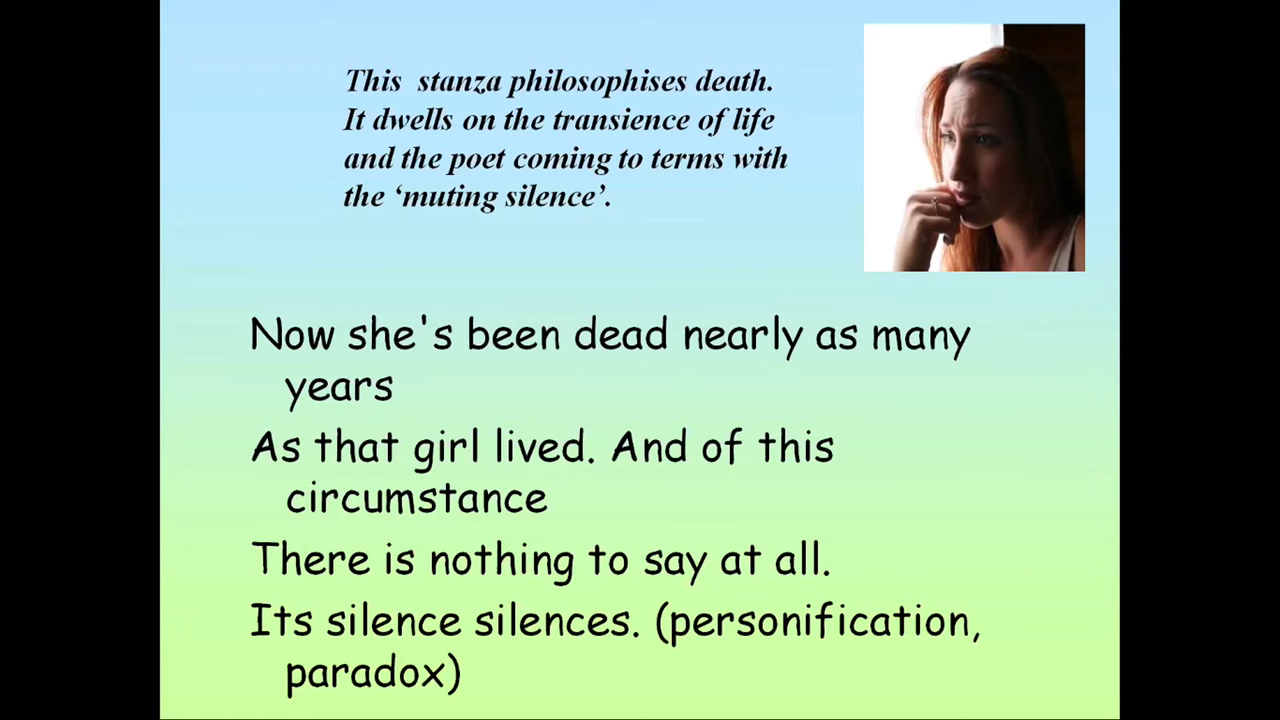 This stanza philosophises death.
It dwells on the transience of life
and the poet coming to terms with
the ‘muting silence’.
Now she's been dead nearly as many
years
As that girl lived. And of this
circumstance
There is nothing to say at all.
Its silence silences. (personification,
paradox)